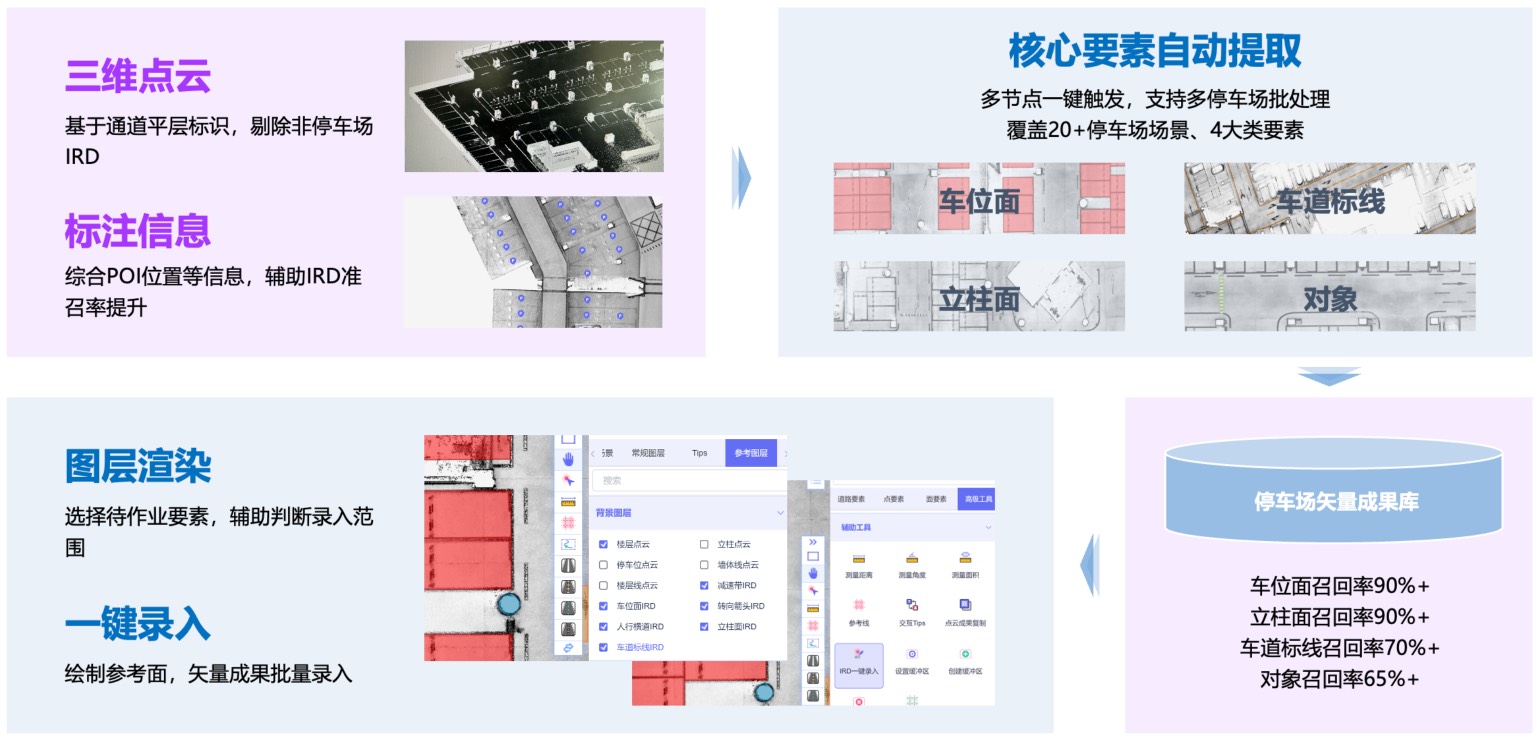 三维点云
基于通道平层标识，剔除非停车场
IRD
标注信息
综合POI位置等信息，辅助IRD准
召率提升
核心要素自动提取
多节点一键触发，支持多停车场批处理
覆盖20+停车场场景、4大类要素
车位面
车道标线
立柱面
对象
停车场矢量成果库
车位面召回率90%+
立柱面召回率90%+
车道标线召回率70%+
对象召回率65%+
图层渲染
选择待作业要素，辅助判断录入范
围
一键录入
绘制参考面，矢量成果批量录入
常规图层 Tips 参考图层
搜索
背景图层
楼层点云 立柱点云
停车位点云 墙体线点云
楼层线点云 减速带IRD
车位面IRD 转向箭头IRD
人行横道IRD 立柱面IRD
车道标线IRD
道路要素 点要素 面要素 高级工具
辅助工具
测量距离 测量角度 测量面积
参考线 交互Tips 点云成果复制
IRD一键录入 设置缓冲区 创建缓冲区